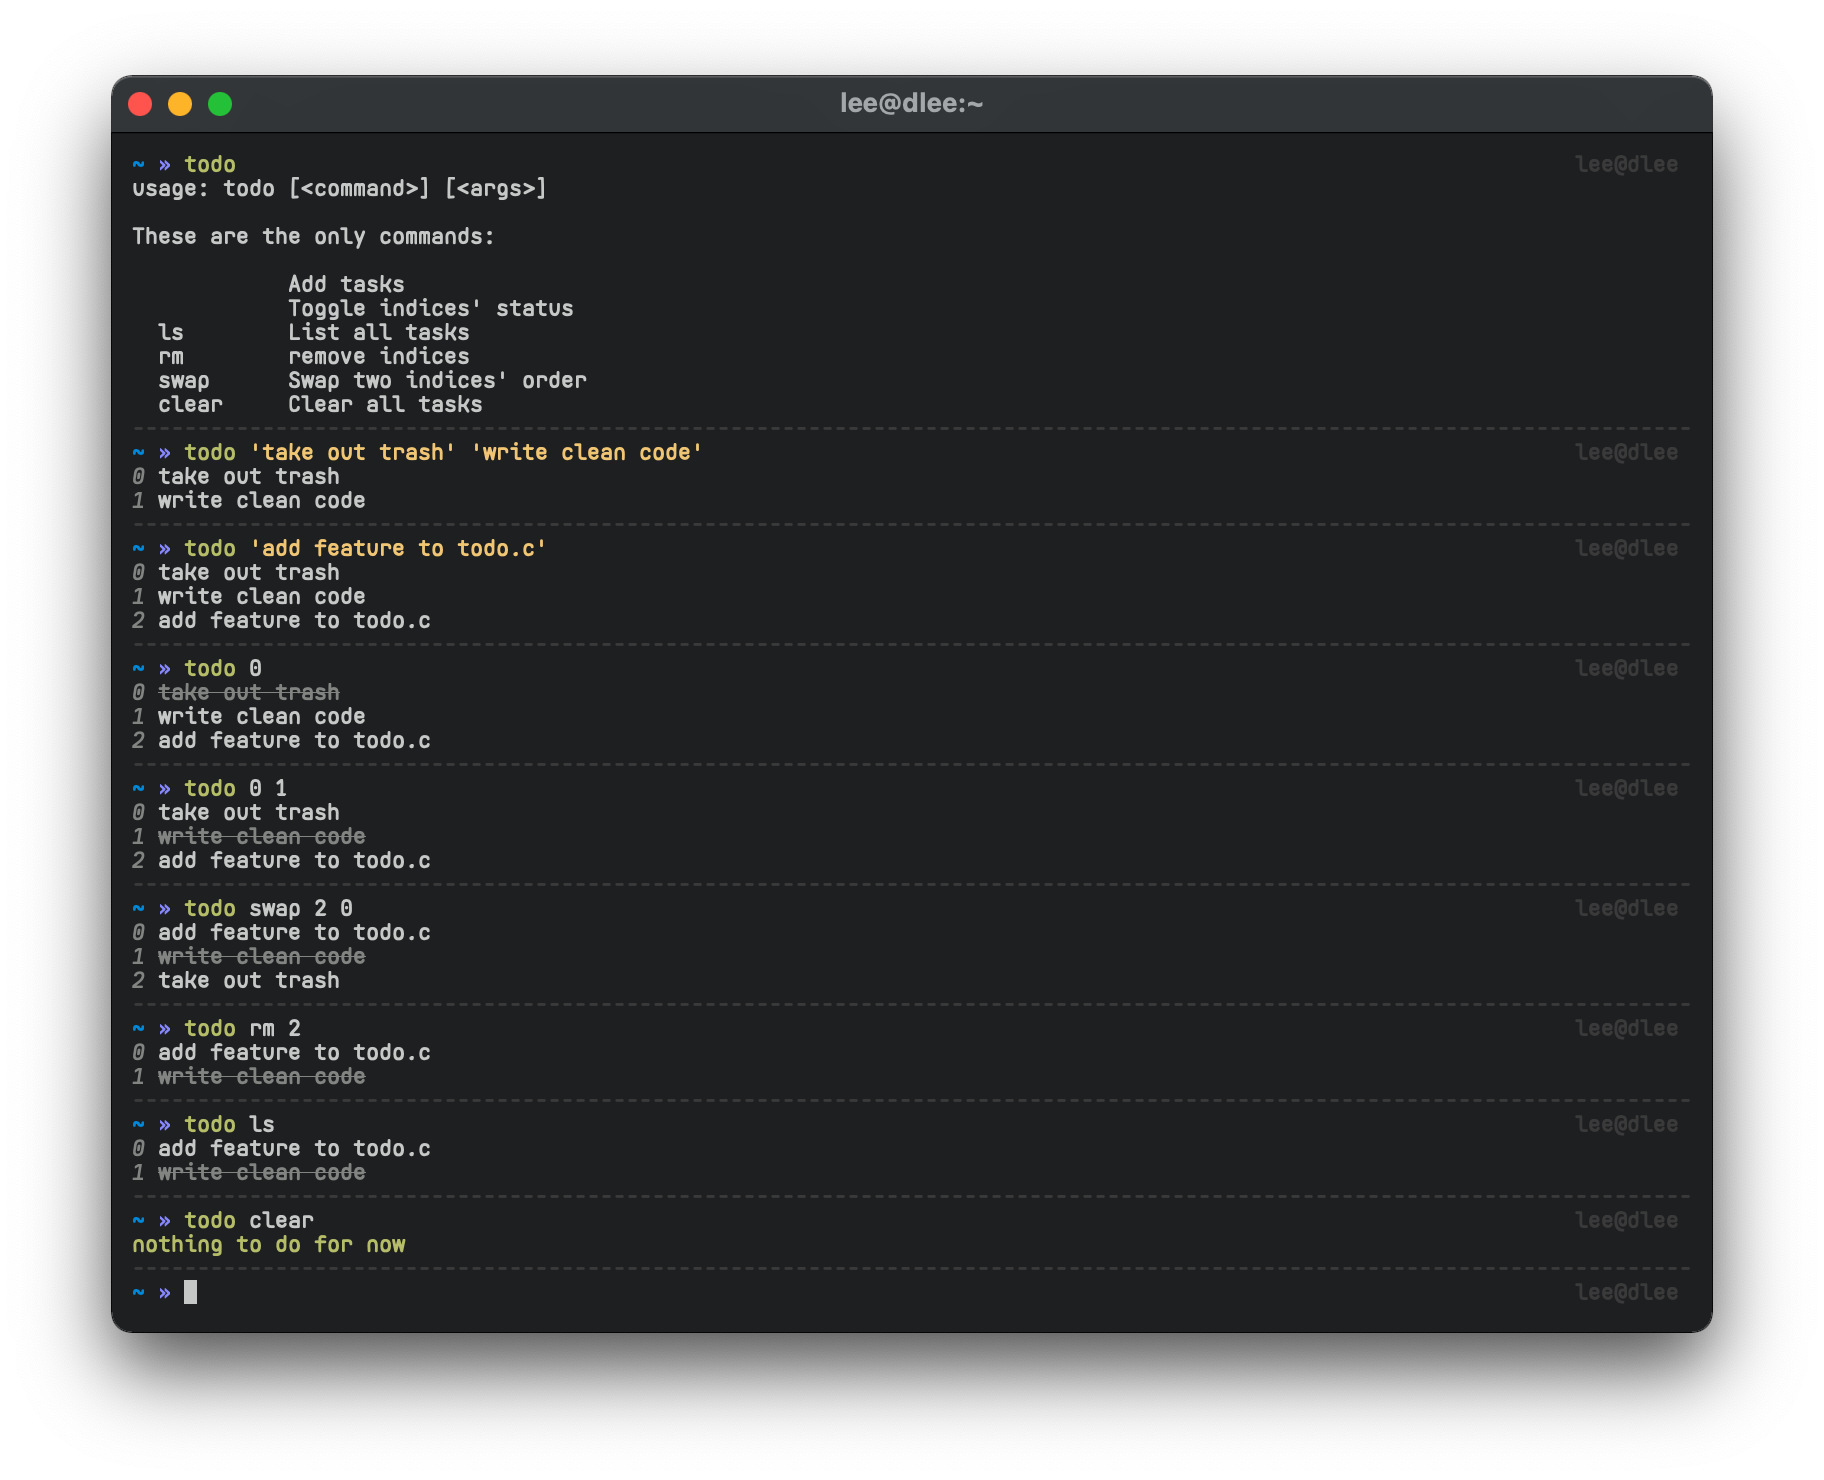 lee@dlee:~
~ » todo lee@dlee
usage: todo [<command>] [<args>]
These are the only commands:
Add tasks
Toggle indices' status
ls List all tasks
rm remove indices
swap Swap two indices' order
clear Clear all tasks
~ » todo 'take out trash' 'write clean code' lee@dlee
0 take out trash
1 write clean code
~ » todo 'add feature to todo.c' lee@dlee
0 take out trash
1 write clean code
2 add feature to todo.c
~ » todo 0 lee@dlee
0 take out trash
1 write clean code
2 add feature to todo.c
~ » todo 0 1 lee@dlee
0 take out trash
1 write clean code
2 add feature to todo.c
~ » todo swap 2 0 lee@dlee
0 add feature to todo.c
1 write clean code
2 take out trash
~ » todo rm 2 lee@dlee
0 add feature to todo.c
1 write clean code
~ » todo ls lee@dlee
0 add feature to todo.c
1 write clean code
~ » todo clear lee@dlee
nothing to do for now
~ » lee@dlee